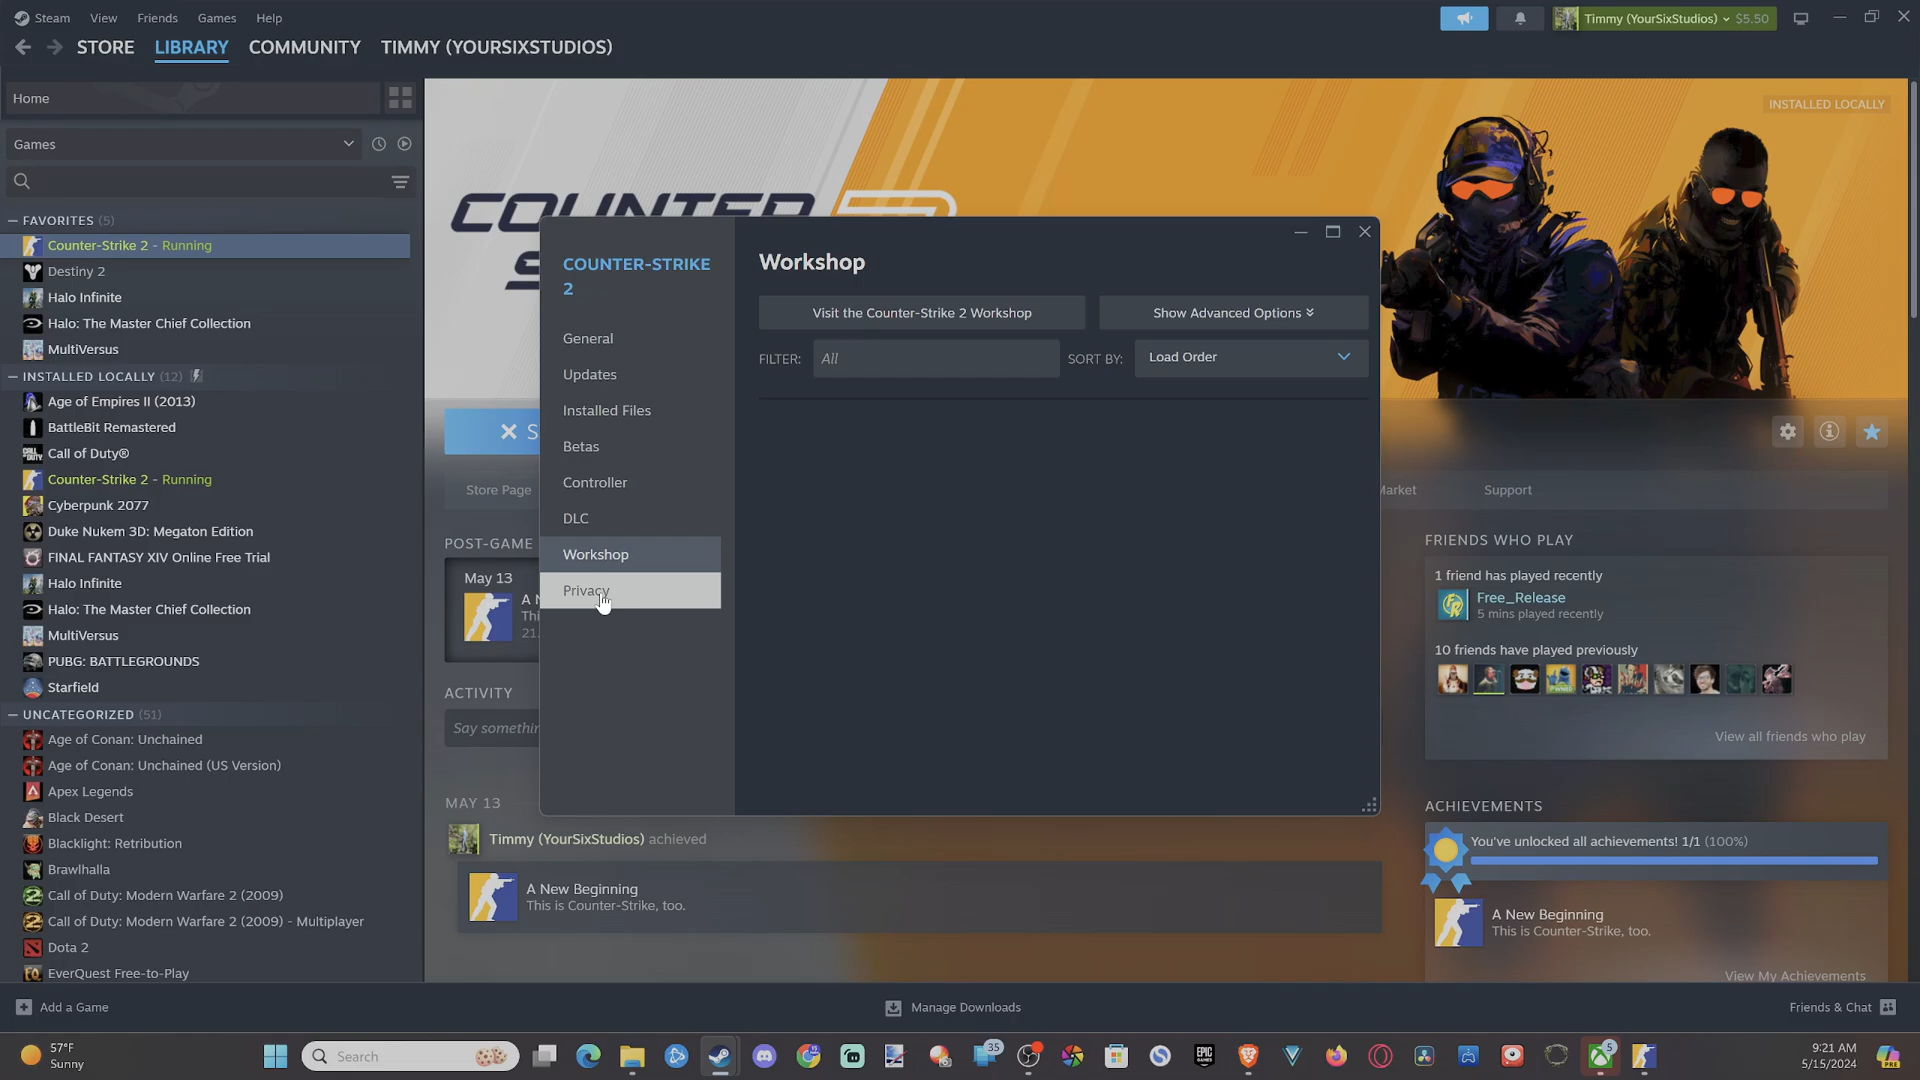 Steam View Friends Games Help
Timmy (YourSixStudios) $5.50
STORE LIBRARY COMMUNITY TIMMY (YOURSIXSTUDIOS)
Home
Games
FAVORITES (5)
Counter-Strike 2 - Running
Destiny 2
Halo Infinite
Halo: The Master Chief Collection
MultiVersus
INSTALLED LOCALLY (12)
Age of Empires II (2013)
BattleBit Remastered
Call of Duty®
Counter-Strike 2 - Running
Cyberpunk 2077
Duke Nukem 3D: Megaton Edition
FINAL FANTASY XIV Online Free Trial
Halo Infinite
Halo: The Master Chief Collection
MultiVersus
PUBG: BATTLEGROUNDS
Starfield
UNCATEGORIZED (51)
Age of Conan: Unchained
Age of Conan: Unchained (US Version)
Apex Legends
Black Desert
Blacklight: Retribution
Brawlhalla
Call of Duty: Modern Warfare 2 (2009)
Call of Duty: Modern Warfare 2 (2009) - Multiplayer
Dota 2
EverQuest Free-to-Play
INSTALLED LOCALLY
COUNTER
S
Store Page
Market
Support
POST-GAME
May 13
ACTIVITY
MAY 13
Timmy (YourSixStudios) achieved
A New Beginning
This is Counter-Strike, too.
COUNTER-STRIKE
2
General
Updates
Installed Files
Betas
Controller
DLC
Workshop
Privacy
Workshop
Visit the Counter-Strike 2 Workshop
Show Advanced Options
FILTER: All
SORT BY: Load Order
FRIENDS WHO PLAY
1 friend has played recently
Free_Release
5 mins played recently
10 friends have played previously
View all friends who play
ACHIEVEMENTS
You've unlocked all achievements! 1/1 (100%)
A New Beginning
This is Counter-Strike, too.
View My Achievements
Add a Game
Manage Downloads
Friends & Chat
57°F
Sunny
Search
35
EPIC
GAMES
5
9:21 AM
5/15/2024
PRE